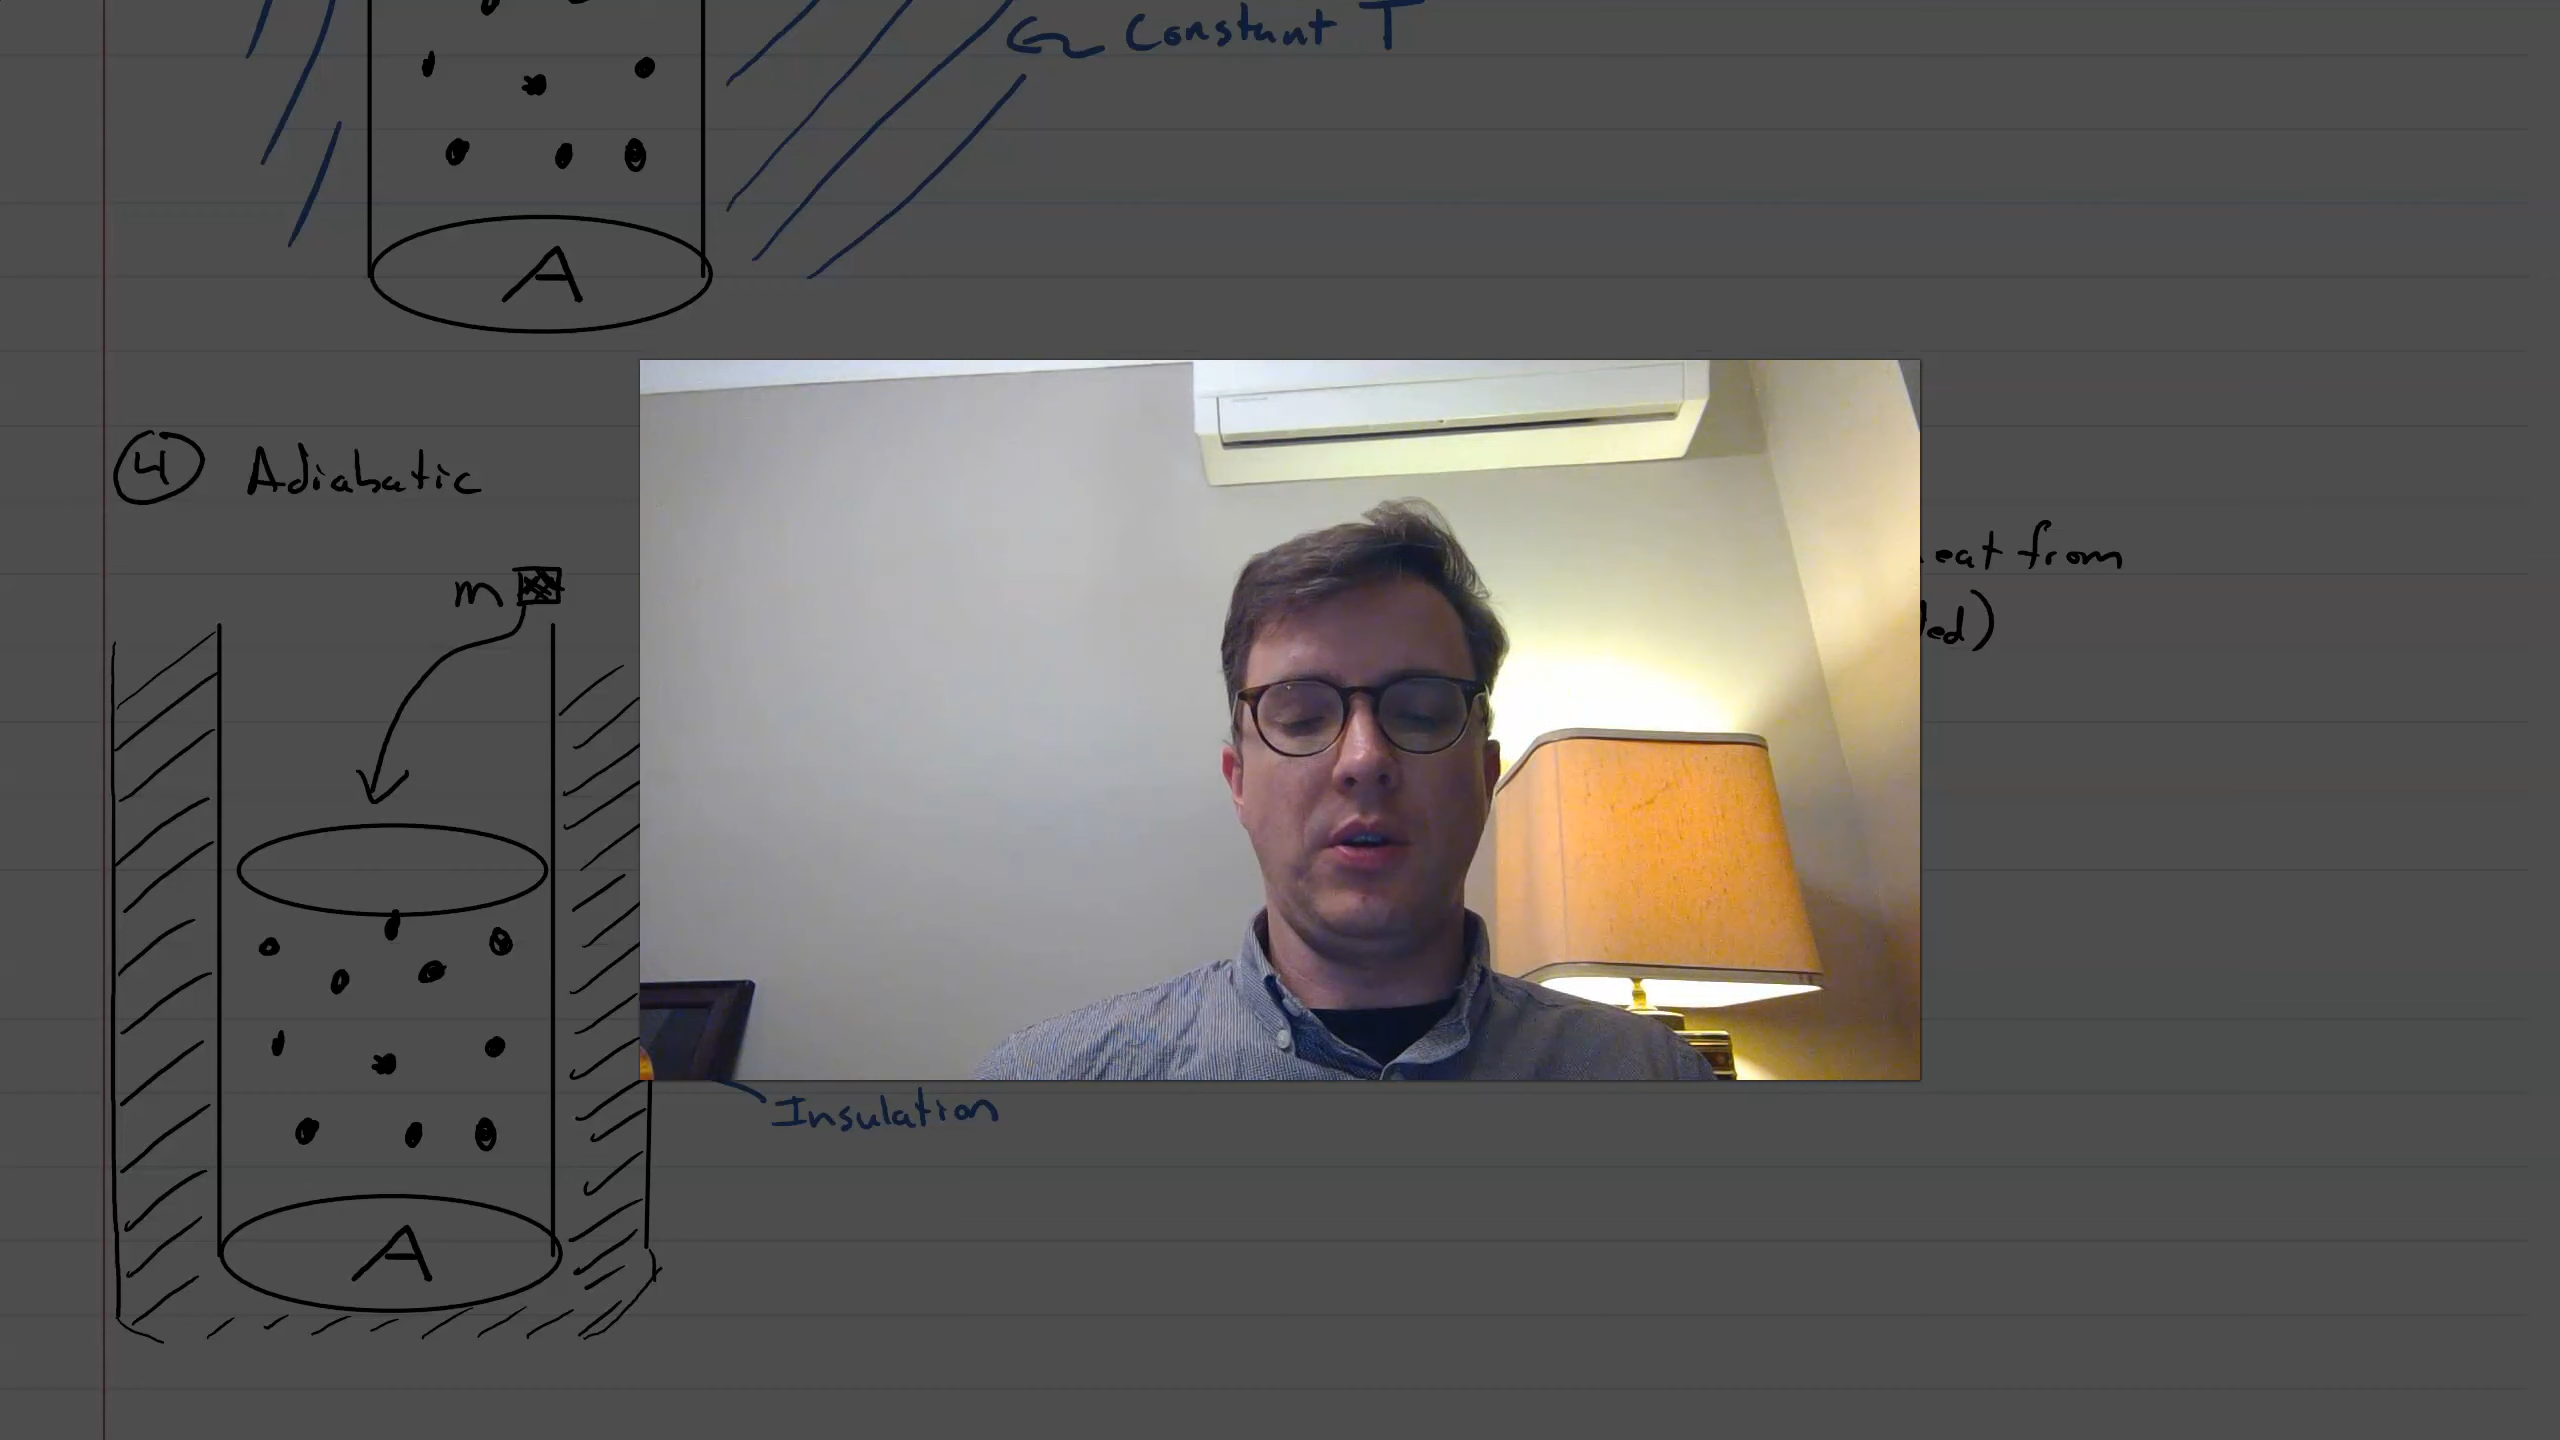 Constant T
A
④ Adiabatic
eat from
m
led)
Insulation
A